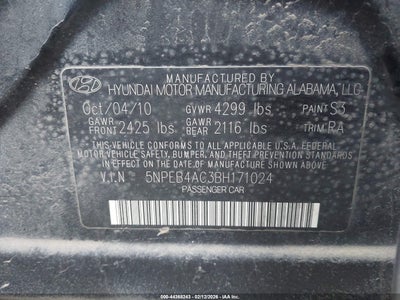 MANUFACTURED BY
HYUNDAI MOTOR MANUFACTURING ALABAMA, LLC
Oct/04/10 GVWR 4299 lbs PAINT S3
GAWR FRONT 2425 lbs GAWR REAR 2116 lbs TRIM RA
THIS VEHICLE CONFORMS TO ALL APPLICABLE U.S.A. FEDERAL
MOTOR VEHICLE SAFETY, BUMPER, AND THEFT PREVENTION STANDARDS
IN EFFECT ON THE DATE OF MANUFACTURE SHOWN ABOVE.
V.I.N 5NPEB4AC3BH171024
PASSENGER CAR
000-44368243 - 02/12/2026 - IAA Inc.